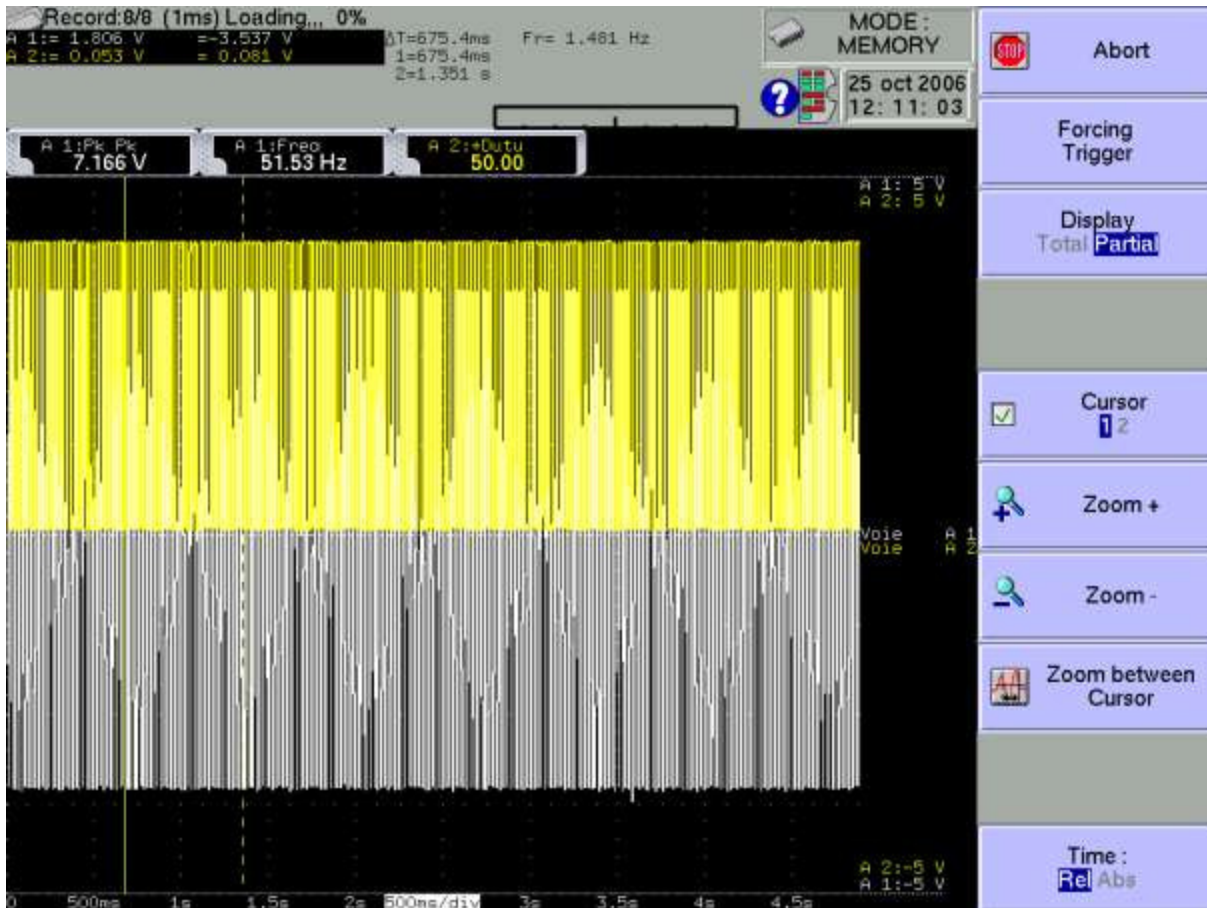 Record:8/8 (1ms) Loading,,, 0%
A 1:= 1.806 V =-3.537 V
A 2:= 0.053 V = 0.081 V
ΔT=675.4ms Fr= 1.481 Hz
1=675.4ms
2=1.351 s
MODE :
MEMORY
25 oct 2006
12: 11: 03
A 1:Pk Pk
7.166 V
A 1:Freq
51.53 Hz
A 2:+Duty
50.00
A 1: 5 V
A 2: 5 V
Voie A 1
Voie A 2
A 2:-5 V
A 1:-5 V
0 500ms 1s 1.5s 2s 500ms/div 3s 3.5s 4s 4.5s
Abort
Forcing
Trigger
Display
Total Partial
Cursor
1 2
Zoom +
Zoom -
Zoom between
Cursor
Time :
Rel Abs
STOP
?